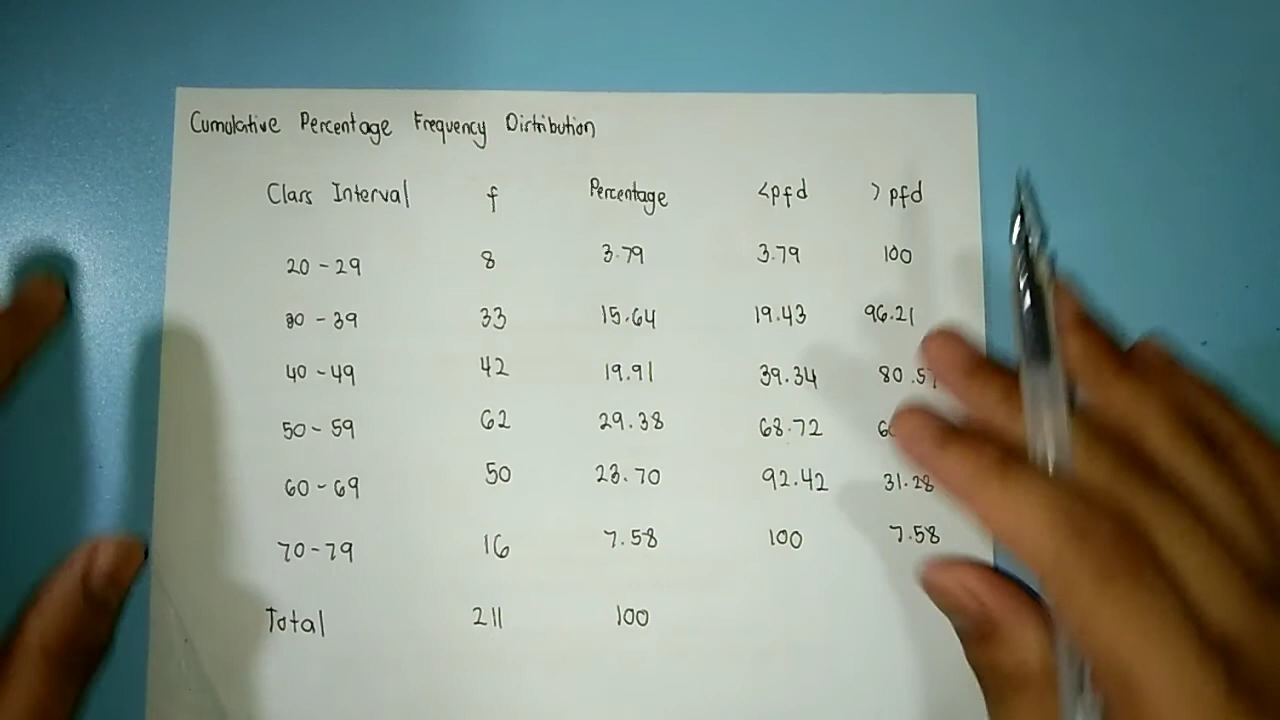 Cumulative Percentage Frequency Distribution
Class Interval f Percentage <pfd >pfd
20 - 29 8 3.79 3.79 100
30 - 39 33 15.64 19.43 96.21
40 - 49 42 19.91 39.34
50 - 59 62 29.38 68.72
60 - 69 50 23.70 92.42 31.28
70 - 79 16 7.58 100 7.58
Total 211 100